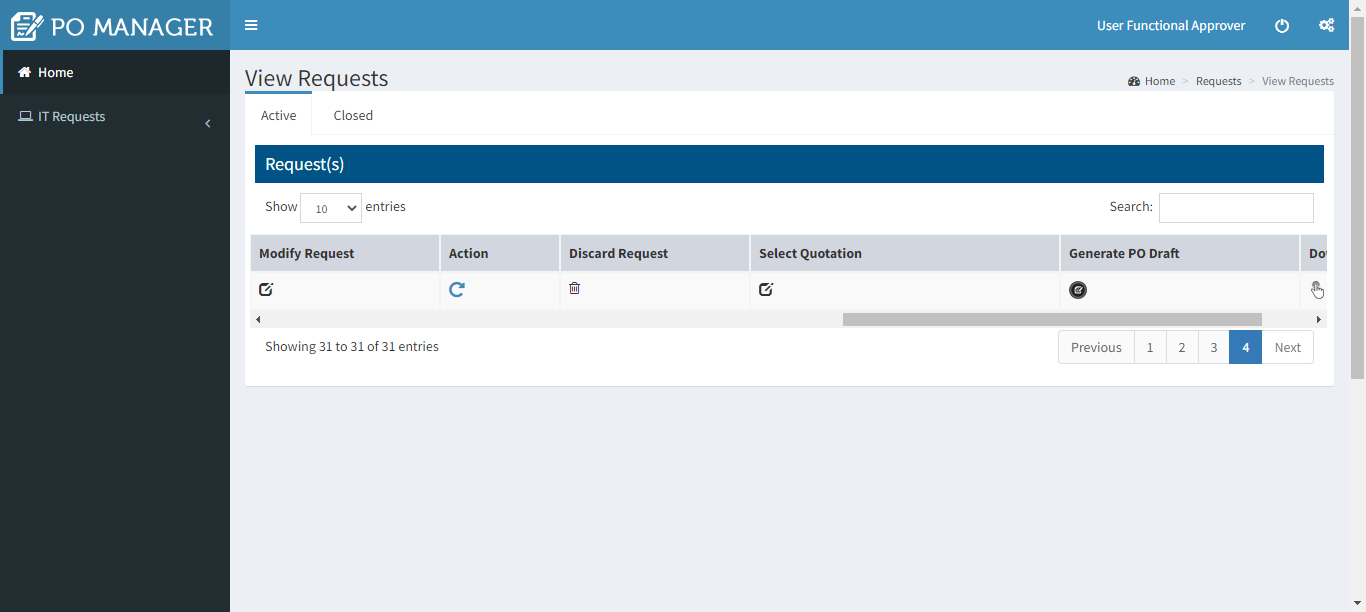 PO MANAGER
User Functional Approver
Home
IT Requests
View Requests
Home > Requests > View Requests
Active Closed
Request(s)
Show 10 entries Search:
Modify Request Action Discard Request Select Quotation Generate PO Draft
Showing 31 to 31 of 31 entries
Previous 1 2 3 4 Next